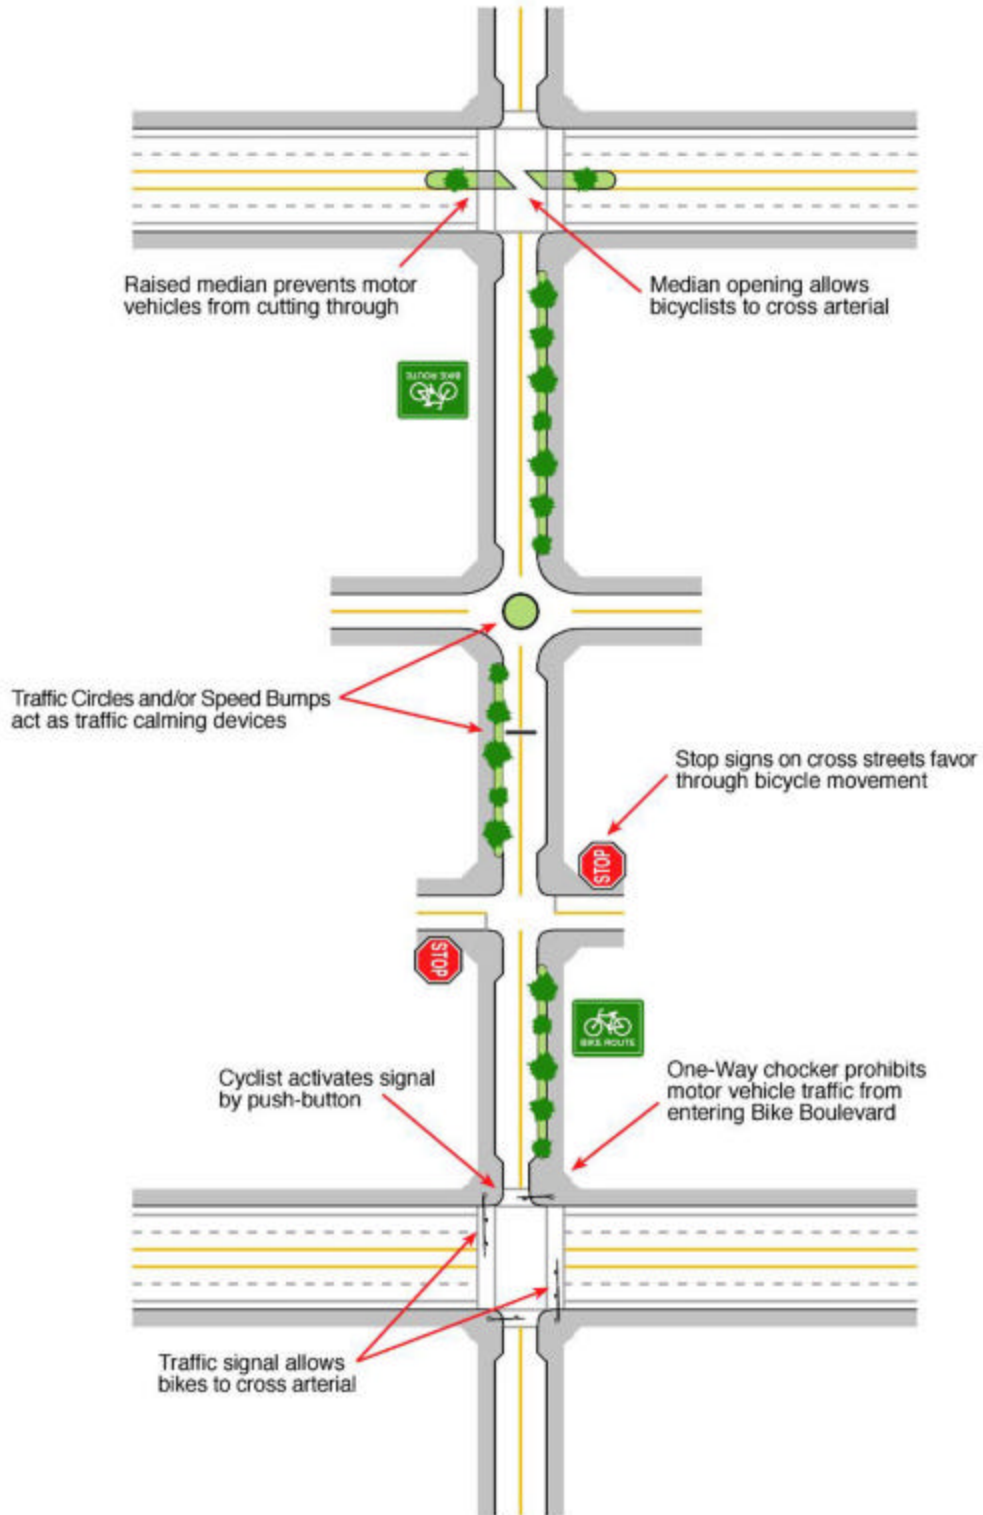 Raised median prevents motor
vehicles from cutting through
Median opening allows
bicyclists to cross arterial
BIKE ROUTE
Traffic Circles and/or Speed Bumps
act as traffic calming devices
Stop signs on cross streets favor
through bicycle movement
STOP
STOP
BIKE ROUTE
Cyclist activates signal
by push-button
One-Way chocker prohibits
motor vehicle traffic from
entering Bike Boulevard
Traffic signal allows
bikes to cross arterial